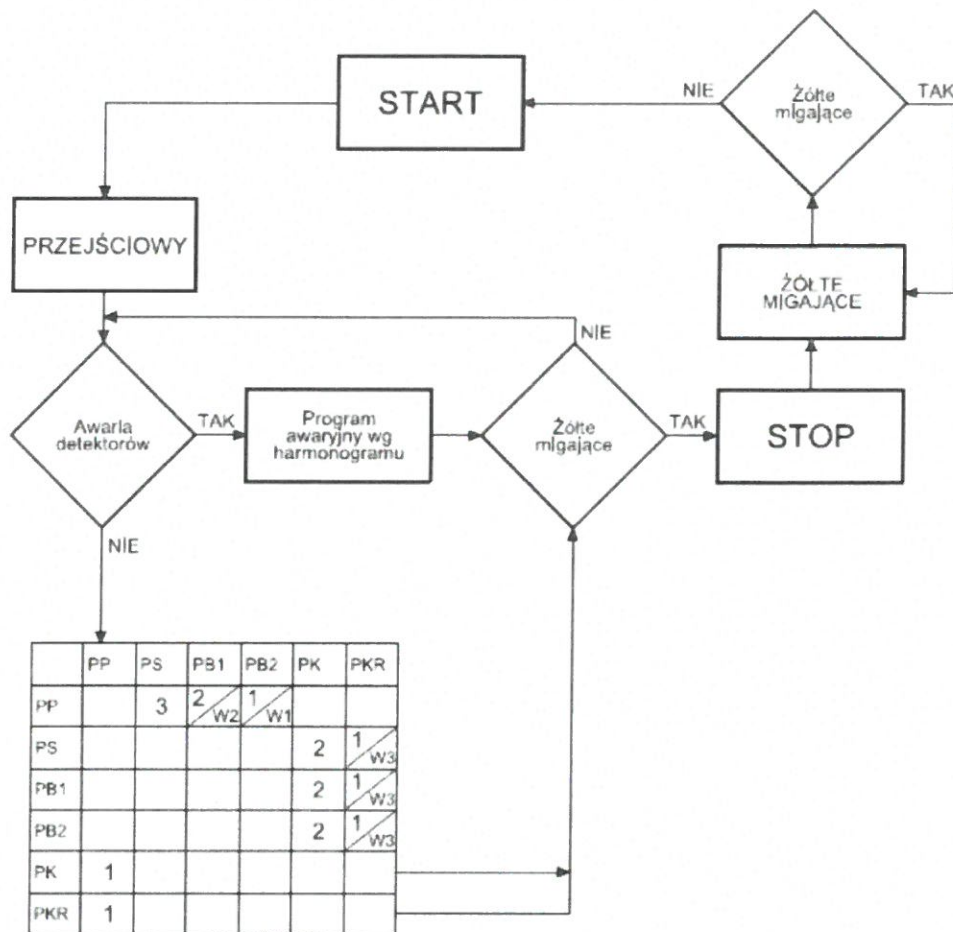 START
NIE
Żółte
migające
TAK
PRZEJŚCIOWY
ŻÓŁTE
MIGAJĄCE
NIE
Awaria
detektorów
TAK
Program
awaryjny wg
harmonogramu
Żółte
migające
TAK
STOP
NIE
PP PS PB1 PB2 PK PKR
PP 3 2/W2 1/W1
PS 2 1/W3
PB1 2 1/W3
PB2 2 1/W3
PK 1
PKR 1